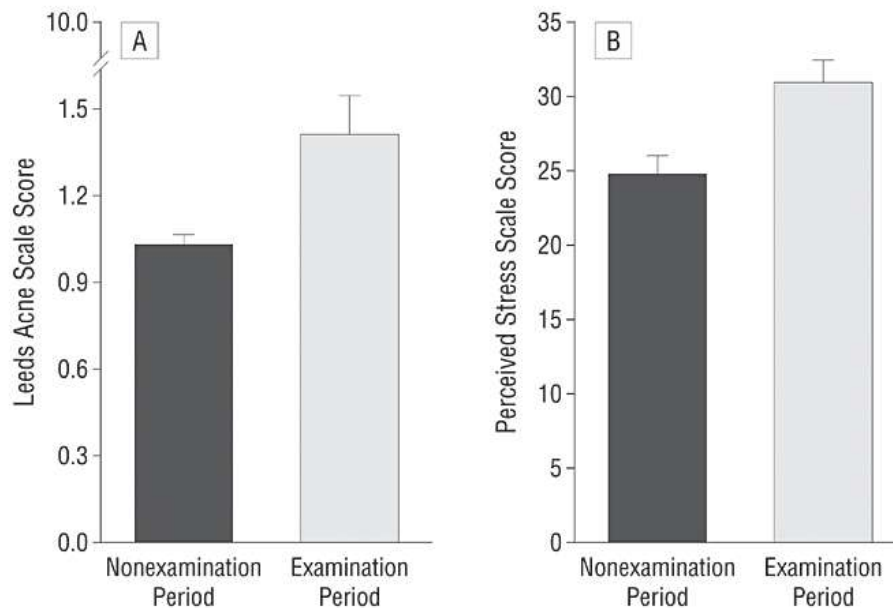 A
Leeds Acne Scale Score
10.0
1.5
1.2
0.9
0.6
0.3
0.0
Nonexamination
Period
Examination
Period
B
Perceived Stress Scale Score
35
30
25
20
15
10
5
0
Nonexamination
Period
Examination
Period